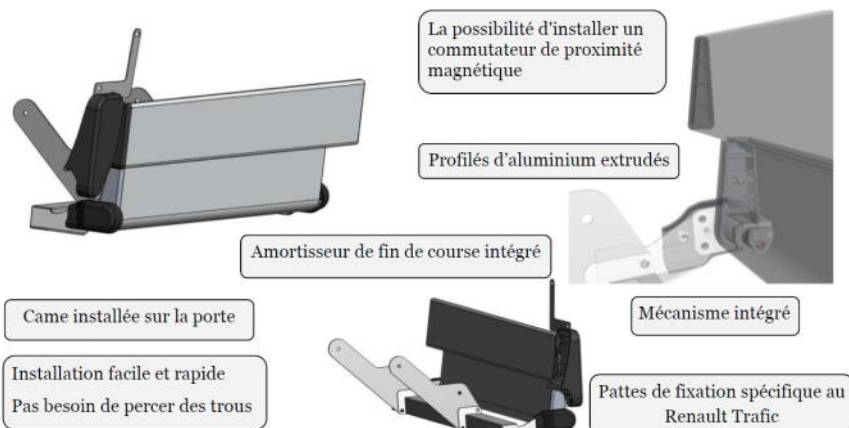 La possibilité d'installer un
commutateur de proximité
magnétique
Profilés d'aluminium extrudés
Amortisseur de fin de course intégré
Came installée sur la porte
Mécanisme intégré
Installation facile et rapide
Pas besoin de percer des trous
Pattes de fixation spécifique au
Renault Trafic